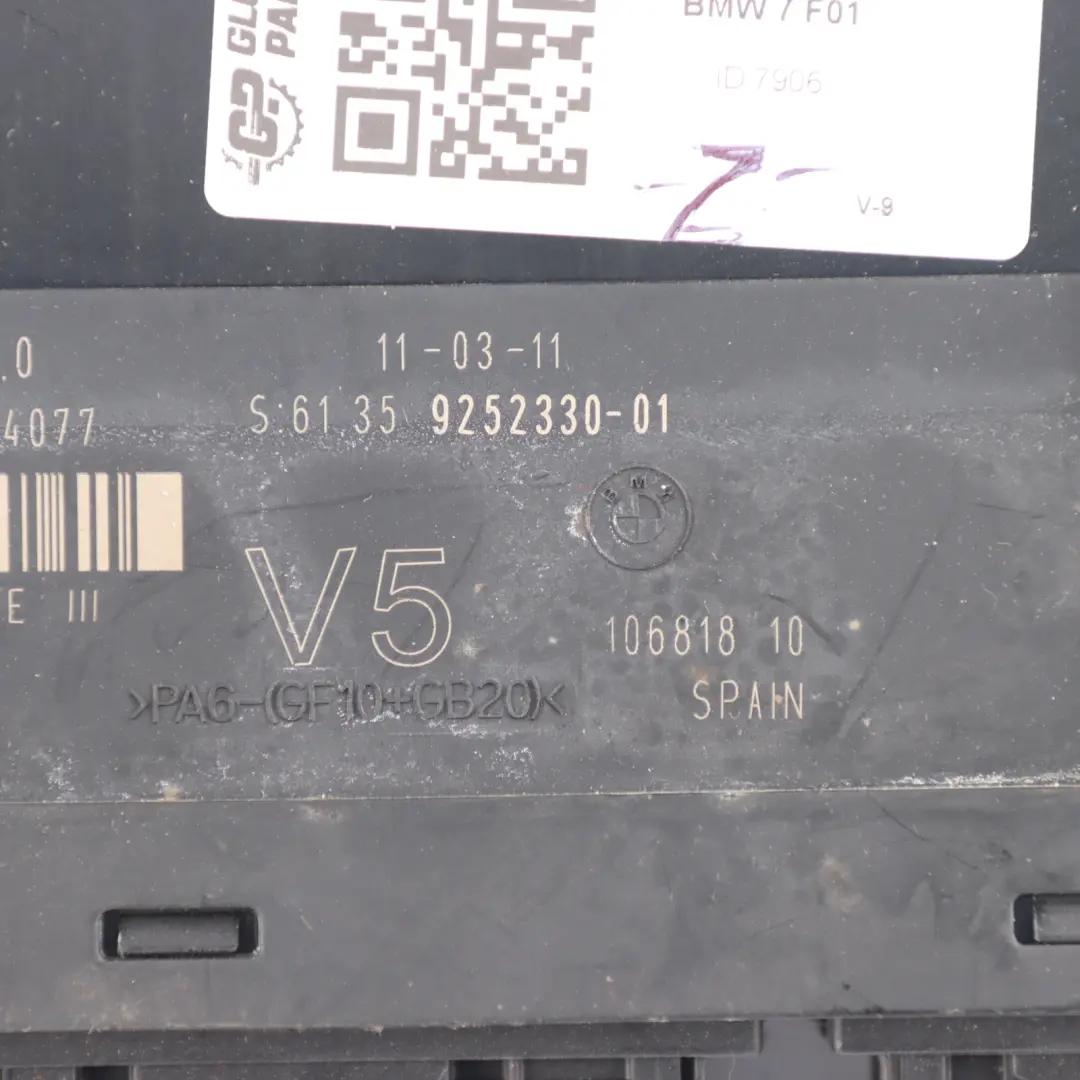 BMW 7 F01
ID 7906
V-9
.0
11-03-11
4077
S:61 35 9252330-01
BMW
E III
V5
106818 10
>PA6-(GF10+GB20)<
SPAIN